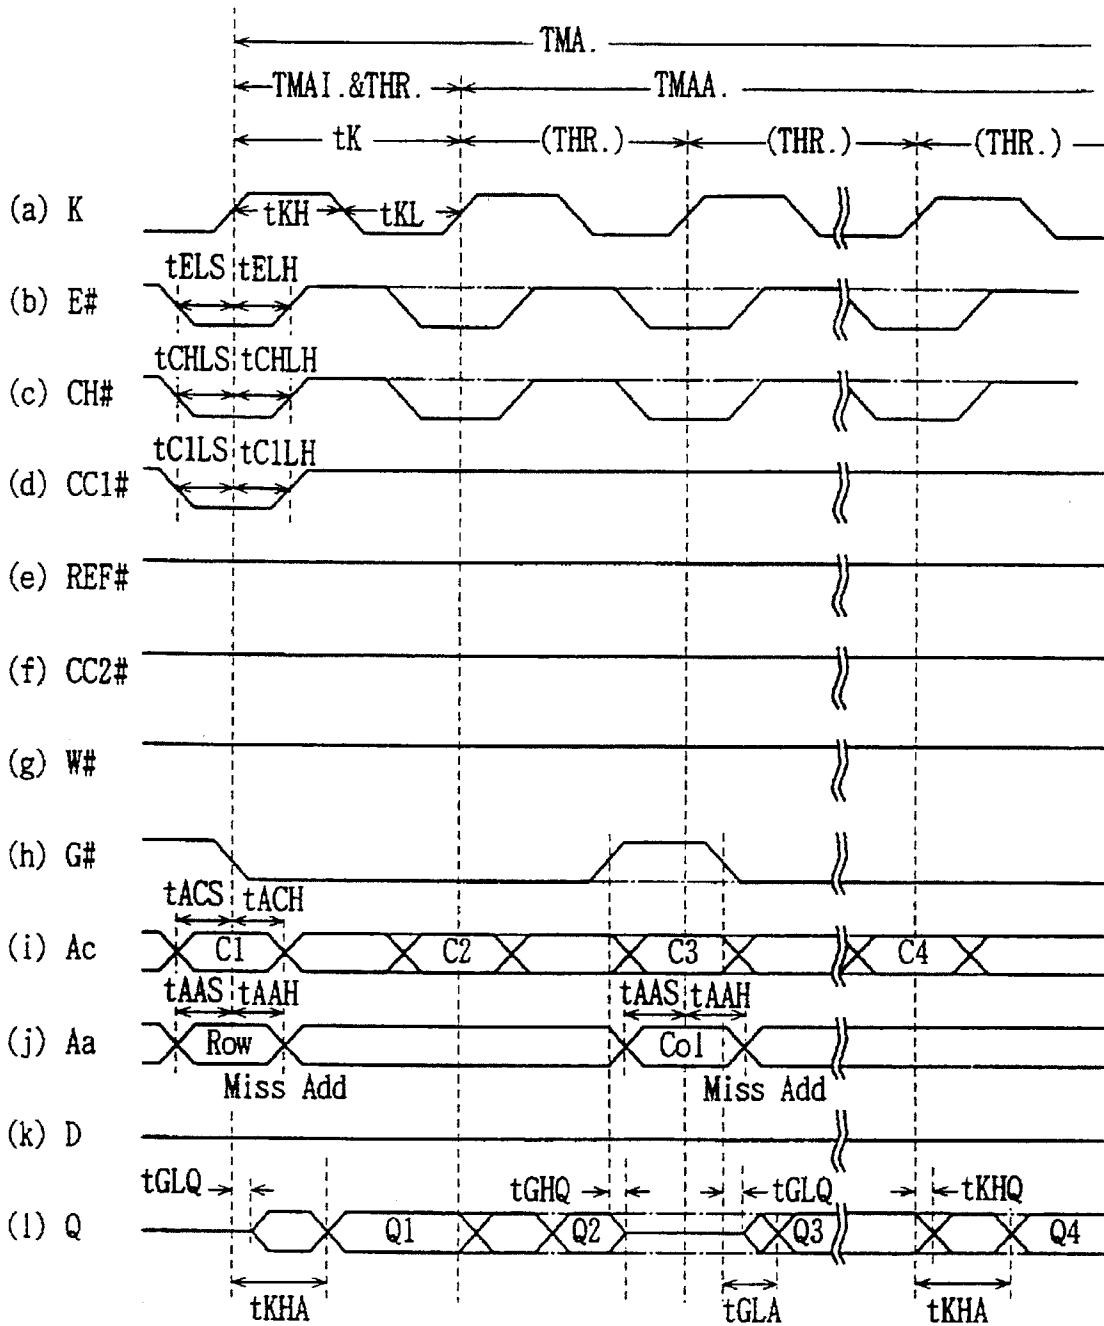 TMA.
TMAI.&THR. TMAA.
tK (THR.) (THR.) (THR.)
(a) K tKH tKL
tELS tELH
(b) E#
tCHLS tCHLH
(c) CH#
tC1LS tC1LH
(d) CC1#
(e) REF#
(f) CC2#
(g) W#
(h) G#
tACS tACH
(i) Ac C1 C2 C3 C4
tAAS tAAH tAAS tAAH
(j) Aa Row Col
Miss Add Miss Add
(k) D
tGLQ tGHQ tGLQ tKHQ
(l) Q Q1 Q2 Q3 Q4
tKHA tGLA tKHA